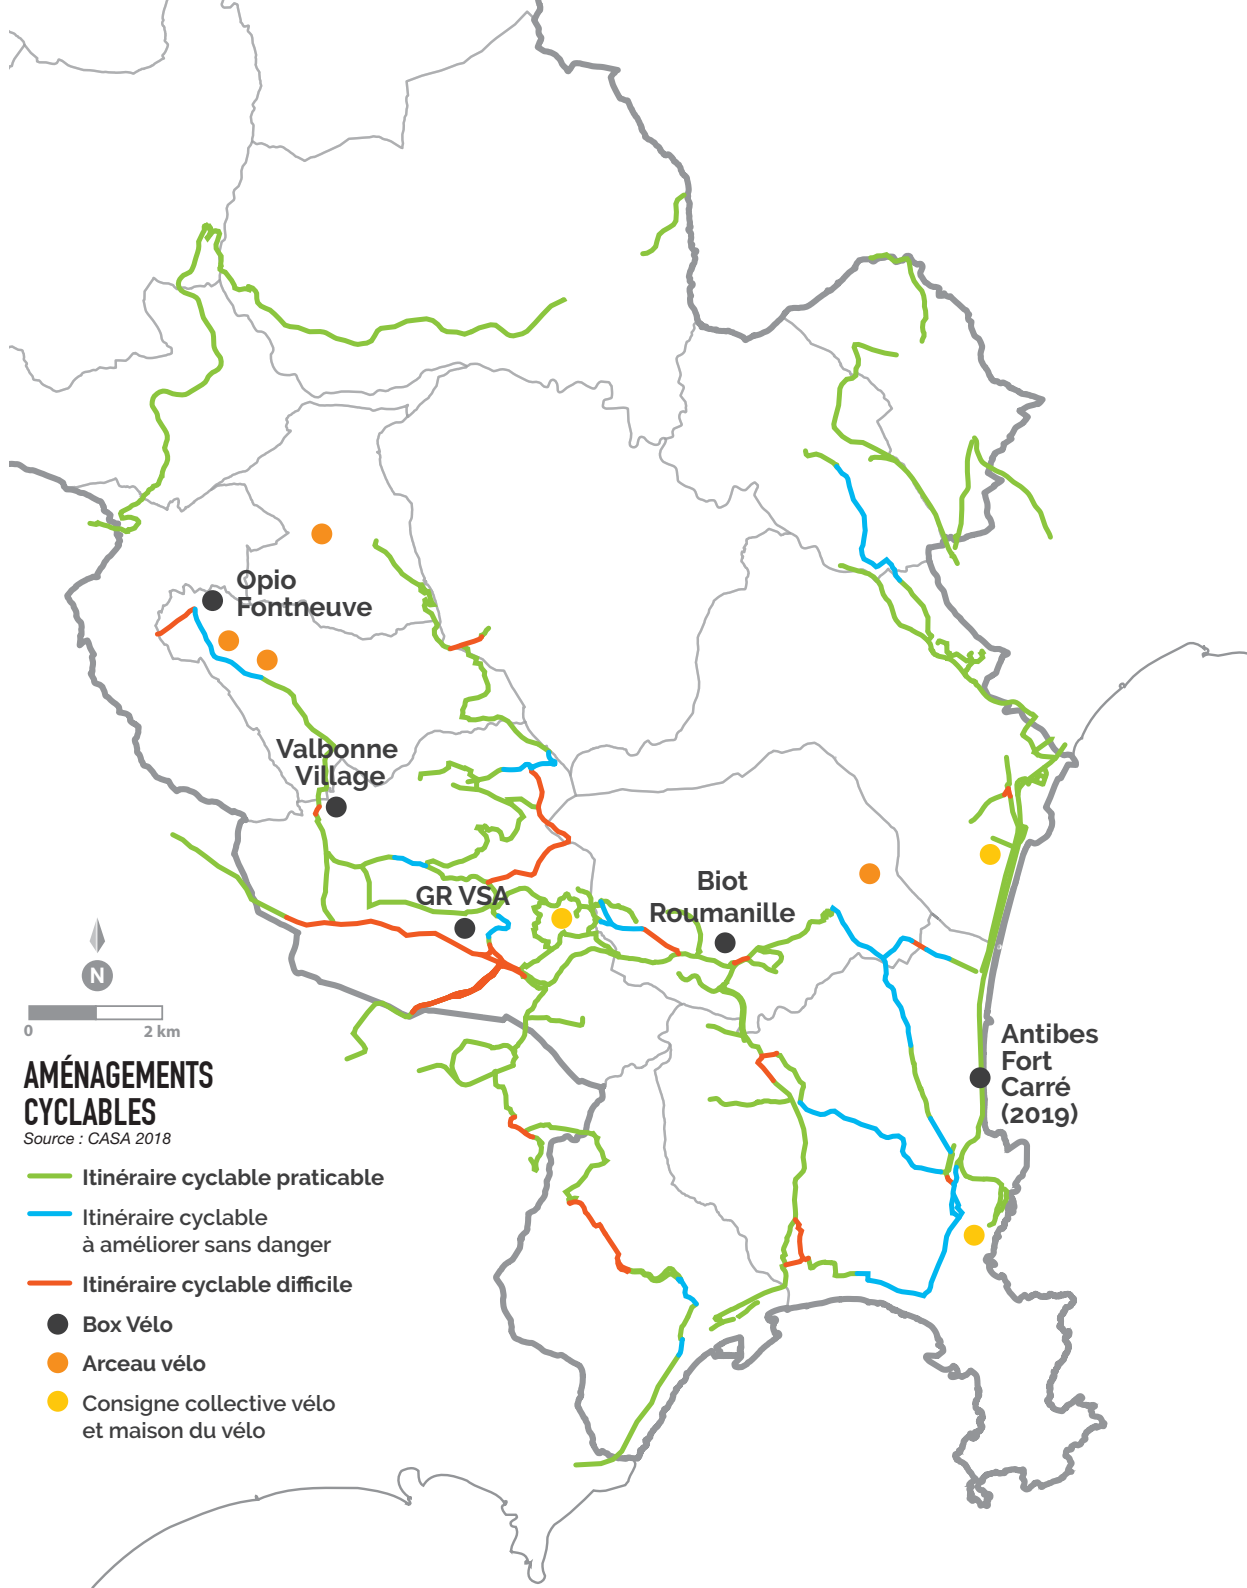 Opio
Fontneuve
Valbonne
Village
GR VSA
Biot
Roumanille
N
0 2 km
Antibes
Fort
Carré
(2019)
AMÉNAGEMENTS
CYCLABLES
Source : CASA 2018
Itinéraire cyclable praticable
Itinéraire cyclable
à améliorer sans danger
Itinéraire cyclable difficile
Box Vélo
Arceau vélo
Consigne collective vélo
et maison du vélo